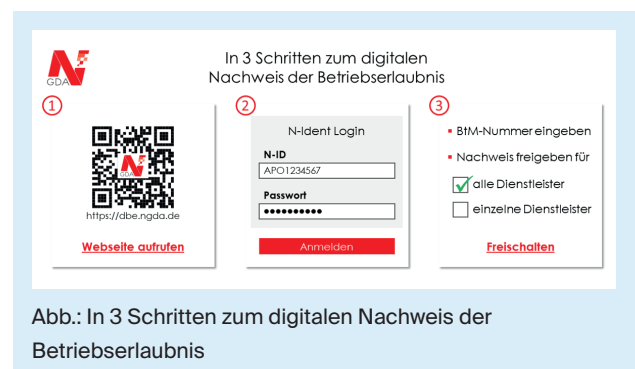 N
GDA
In 3 Schritten zum digitalen
Nachweis der Betriebserlaubnis
1
N
GDA
https://dbe.ngda.de
Webseite aufrufen
2
N-Ident Login
N-ID
APO1234567
Passwort
●●●●●●●●●●
Anmelden
3
▪ BtM-Nummer eingeben
▪ Nachweis freigeben für
alle Dienstleister
einzelne Dienstleister
Freischalten
Abb.: In 3 Schritten zum digitalen Nachweis der
Betriebserlaubnis